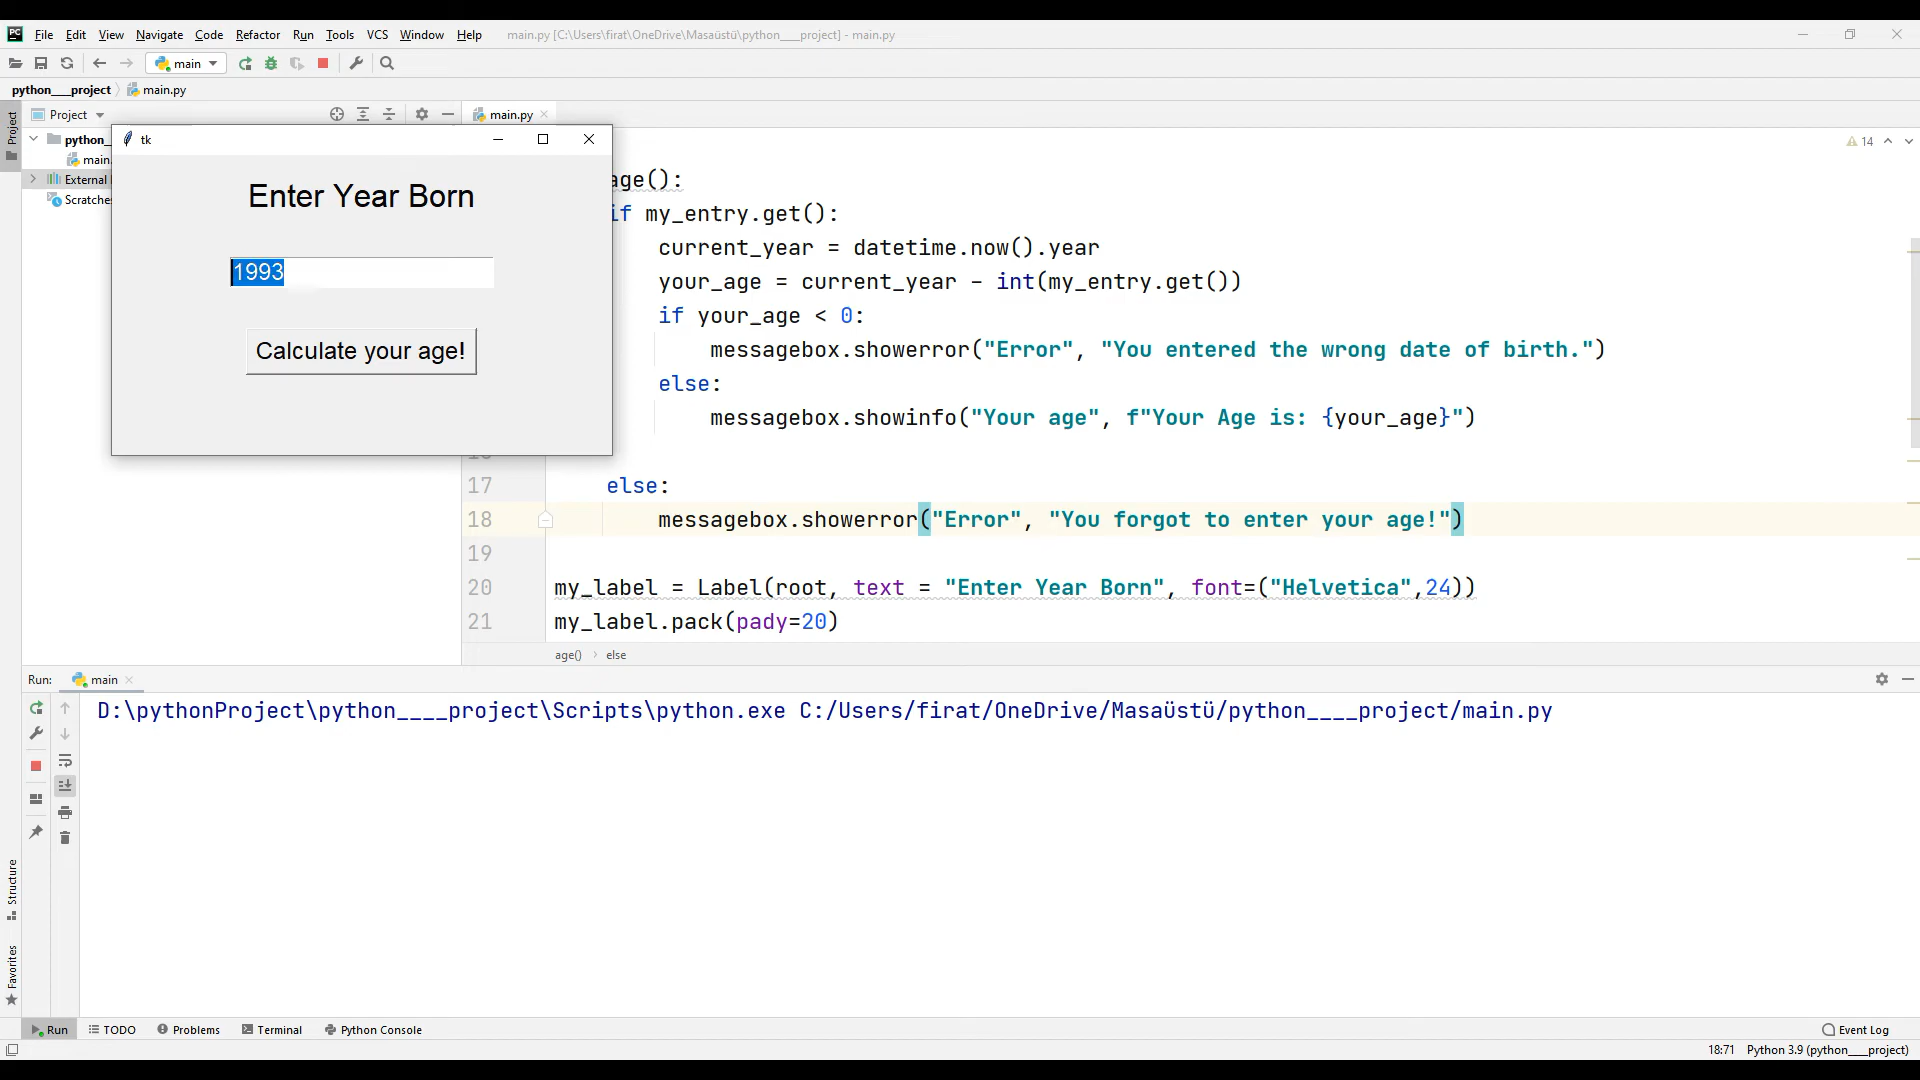 File Edit View Navigate Code Refactor Run Tools VCS Window Help main.py [C:\Users\firat\OneDrive\Masaüstü\python____project] - main.py
main
python____project main.py
Project main.py
Project
python_
main.
External
Scratche
tk
Enter Year Born
1993
Calculate your age!
14
age():
if my_entry.get():
current_year = datetime.now().year
your_age = current_year - int(my_entry.get())
if your_age < 0:
messagebox.showerror("Error", "You entered the wrong date of birth.")
else:
messagebox.showinfo("Your age", f"Your Age is: {your_age}")
17 else:
18 messagebox.showerror("Error", "You forgot to enter your age!")
19
20 my_label = Label(root, text = "Enter Year Born", font=("Helvetica",24))
21 my_label.pack(pady=20)
age() else
Run: main
D:\pythonProject\python____project\Scripts\python.exe C:/Users/firat/OneDrive/Masaüstü/python____project/main.py
Structure
Favorites
Run TODO Problems Terminal Python Console Event Log
18:71 Python 3.9 (python____project)